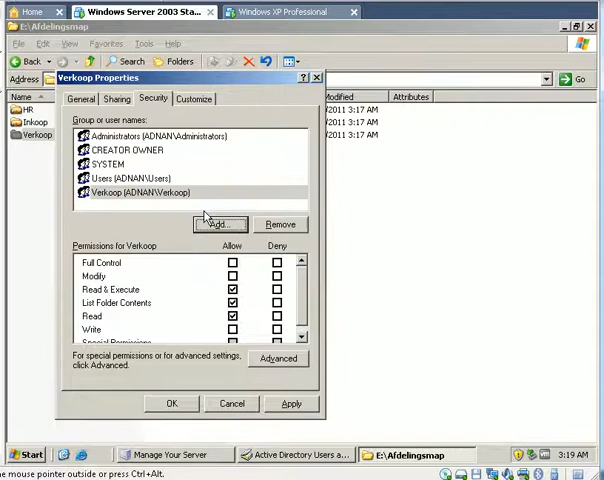 Home
Windows Server 2003 Sta...
Windows XP Professional
E:\Afdelingsmap
File Edit View Favorites Tools Help
Back Search Folders
Address Go
Name Modified Attributes
HR /2011 3:17 AM
Inkoop /2011 3:17 AM
Verkoop /2011 3:17 AM
Verkoop Properties
General Sharing Security Customize
Group or user names:
Administrators (ADNAN\Administrators)
CREATOR OWNER
SYSTEM
Users (ADNAN\Users)
Verkoop (ADNAN\Verkoop)
Add... Remove
Permissions for Verkoop Allow Deny
Full Control
Modify
Read & Execute
List Folder Contents
Read
Write
Special Permissions
For special permissions or for advanced settings,
click Advanced.
Advanced
OK Cancel Apply
Start Manage Your Server Active Directory Users a... E:\Afdelingsmap 3:19 AM
he mouse pointer outside or press Ctrl+Alt.